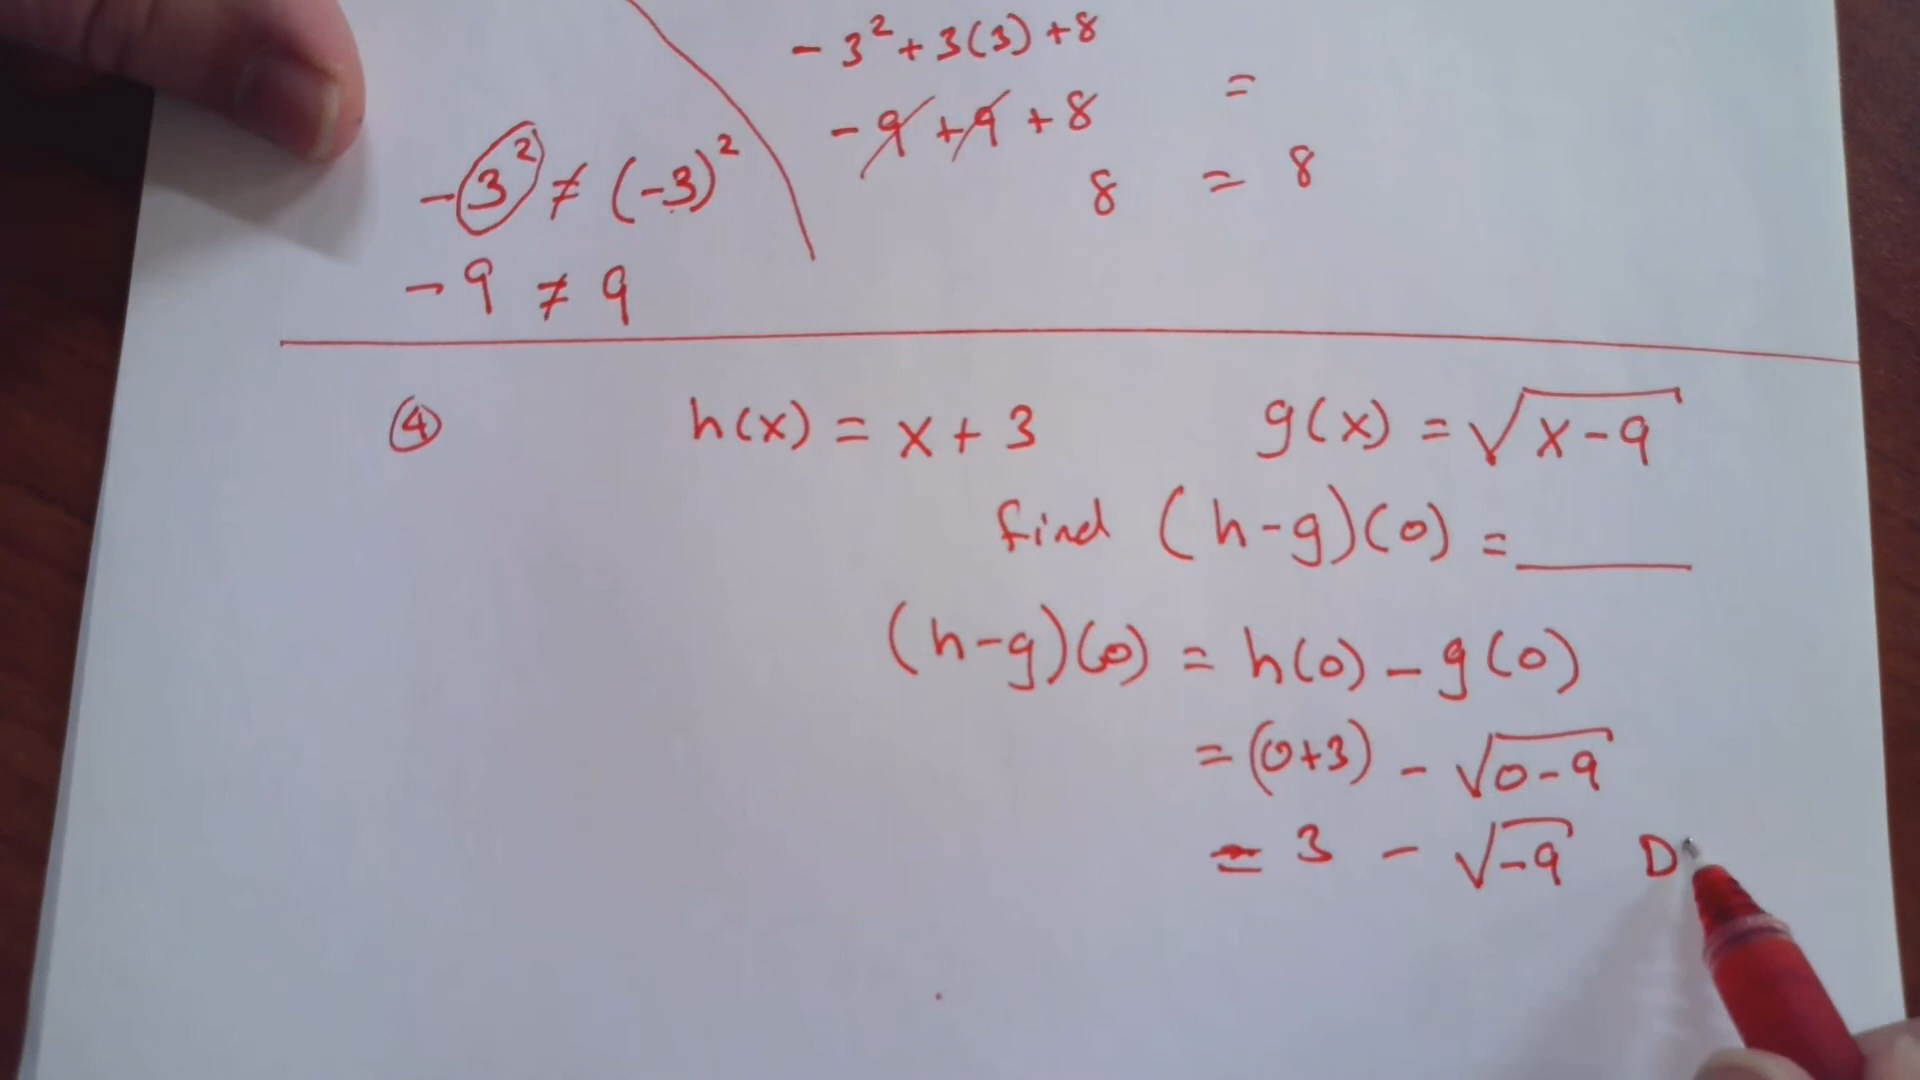 - 3² + 3(3) + 8
- 9 + 9 + 8 =
8 = 8
- 3² ≠ (-3)²
- 9 ≠ 9
④ h(x) = x + 3 g(x) = √(x-9)
find (h-g)(0) = ____
(h-g)(0) = h(0) - g(0)
= (0+3) - √(0-9)
= 3 - √(-9) D